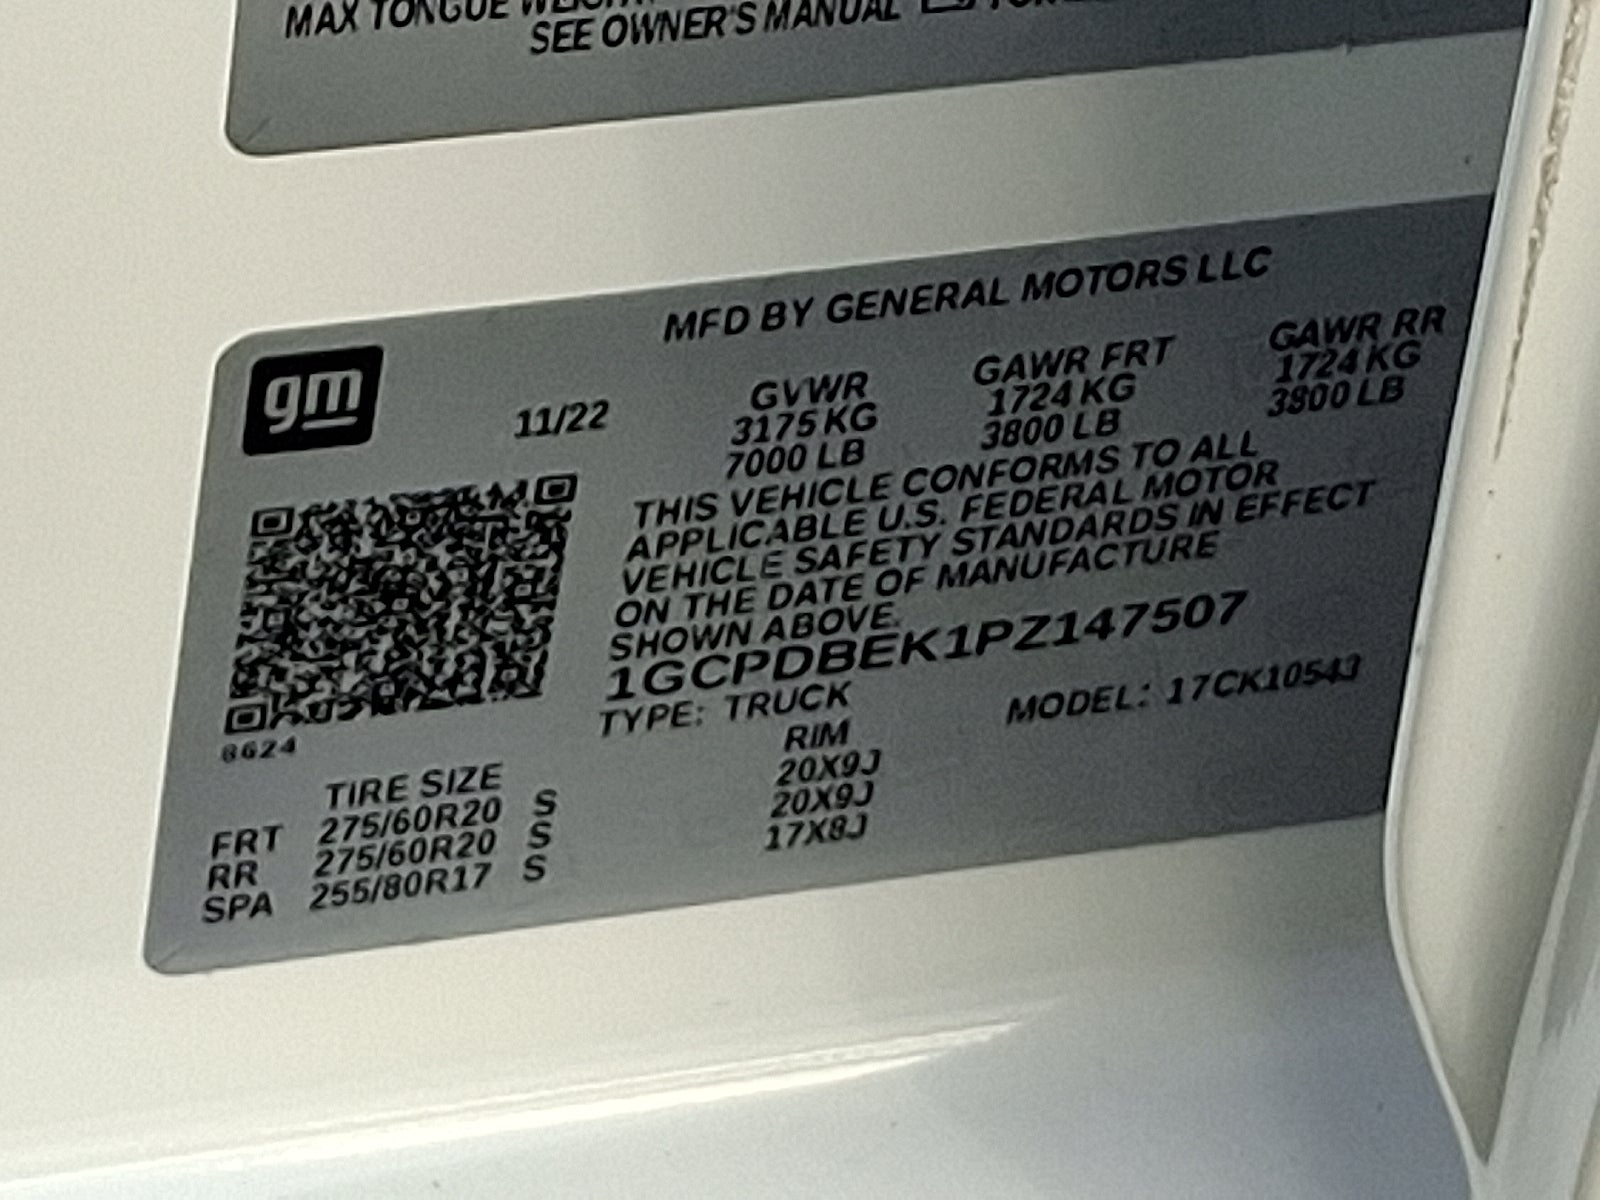 MAX TONGUE WEIGHT
SEE OWNER'S MANUAL
MFD BY GENERAL MOTORS LLC
gm
11/22
GVWR GAWR FRT GAWR RR
3175 KG 1724 KG 1724 KG
7000 LB 3800 LB 3800 LB
THIS VEHICLE CONFORMS TO ALL
APPLICABLE U.S. FEDERAL MOTOR
VEHICLE SAFETY STANDARDS IN EFFECT
ON THE DATE OF MANUFACTURE
SHOWN ABOVE.
1GCPDBEK1PZ147507
TYPE: TRUCK MODEL: 17CK10543
8624
TIRE SIZE RIM
FRT 275/60R20 S 20X9J
RR 275/60R20 S 20X9J
SPA 255/80R17 S 17X8J